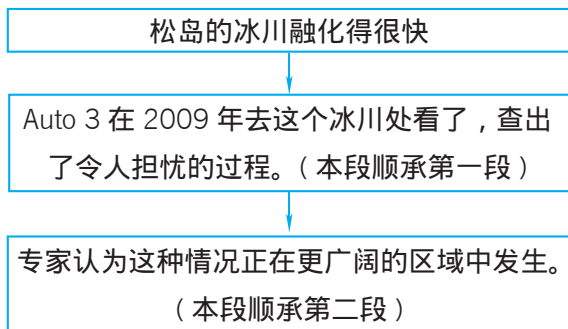 松岛的冰川融化得很快
Auto 3 在 2009 年去这个冰川处看了，查出
了令人担忧的过程。（本段顺承第一段）
专家认为这种情况正在更广阔的区域中发生。
（本段顺承第二段）